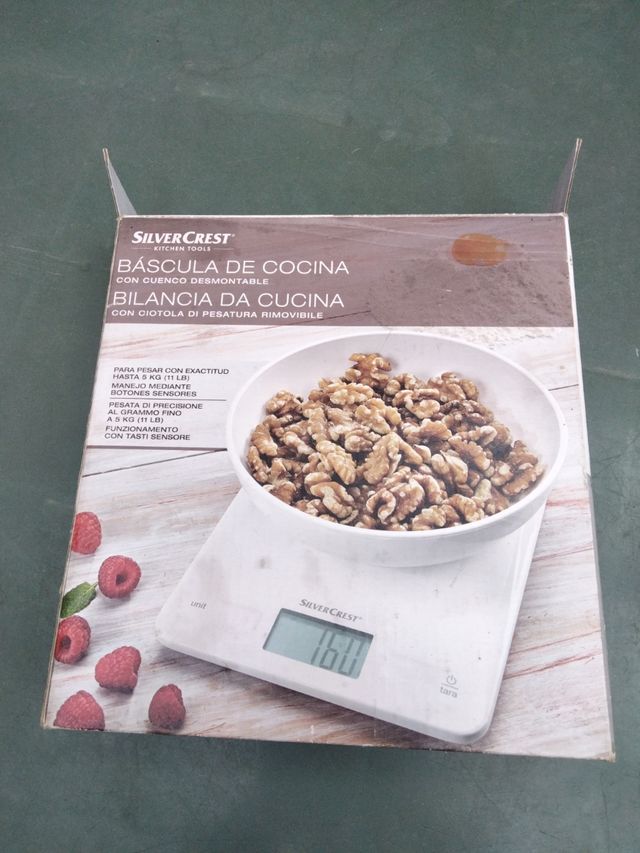 SILVERCREST®
KITCHEN TOOLS
BÁSCULA DE COCINA
CON CUENCO DESMONTABLE
BILANCIA DA CUCINA
CON CIOTOLA DI PESATURA RIMOVIBILE
PARA PESAR CON EXACTITUD
HASTA 5 KG (11 LB)
MANEJO MEDIANTE
BOTONES SENSORES
PESATA DI PRECISIONE
AL GRAMMO FINO
A 5 KG (11 LB)
FUNZIONAMENTO
CON TASTI SENSORE
unit
SILVERCREST®
180
tara